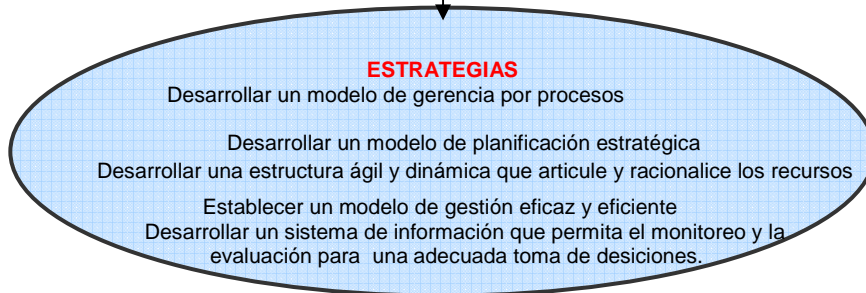 ESTRATEGIAS
Desarrollar un modelo de gerencia por procesos
Desarrollar un modelo de planificación estratégica
Desarrollar una estructura ágil y dinámica que articule y racionalice los recursos
Establecer un modelo de gestión eficaz y eficiente
Desarrollar un sistema de información que permita el monitoreo y la
evaluación para una adecuada toma de desiciones.